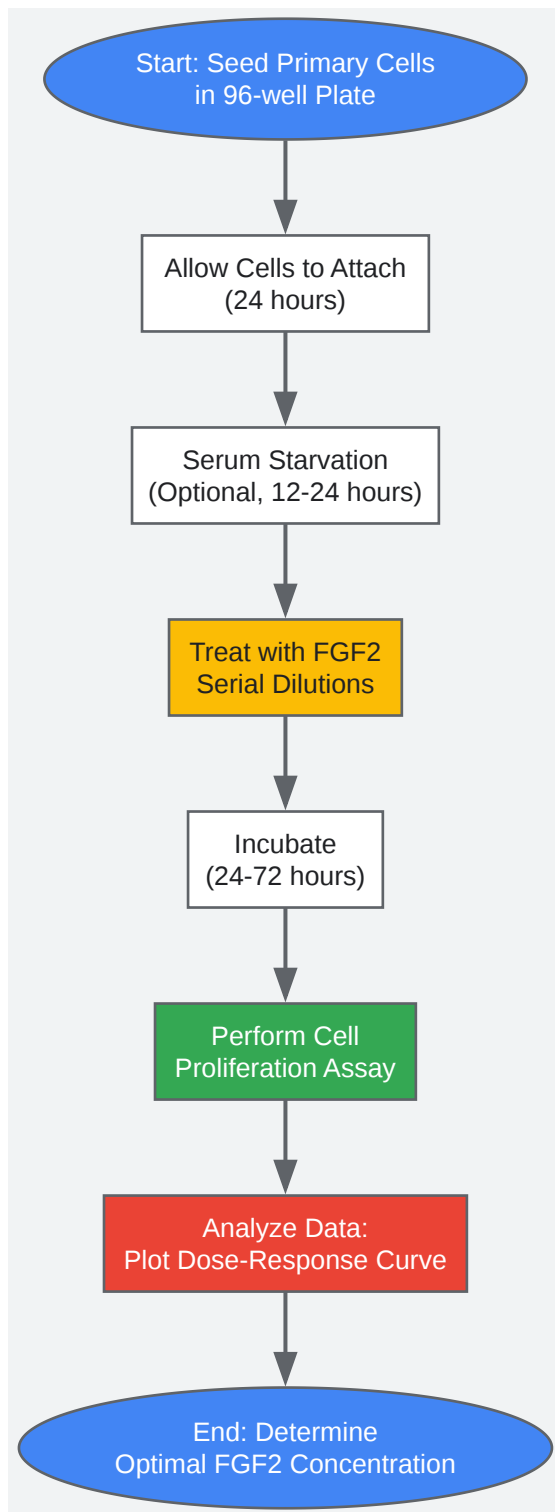 Start: Seed Primary Cells
in 96-well Plate
Allow Cells to Attach
(24 hours)
Serum Starvation
(Optional, 12-24 hours)
Treat with FGF2
Serial Dilutions
Incubate
(24-72 hours)
Perform Cell
Proliferation Assay
Analyze Data:
Plot Dose-Response Curve
End: Determine
Optimal FGF2 Concentration